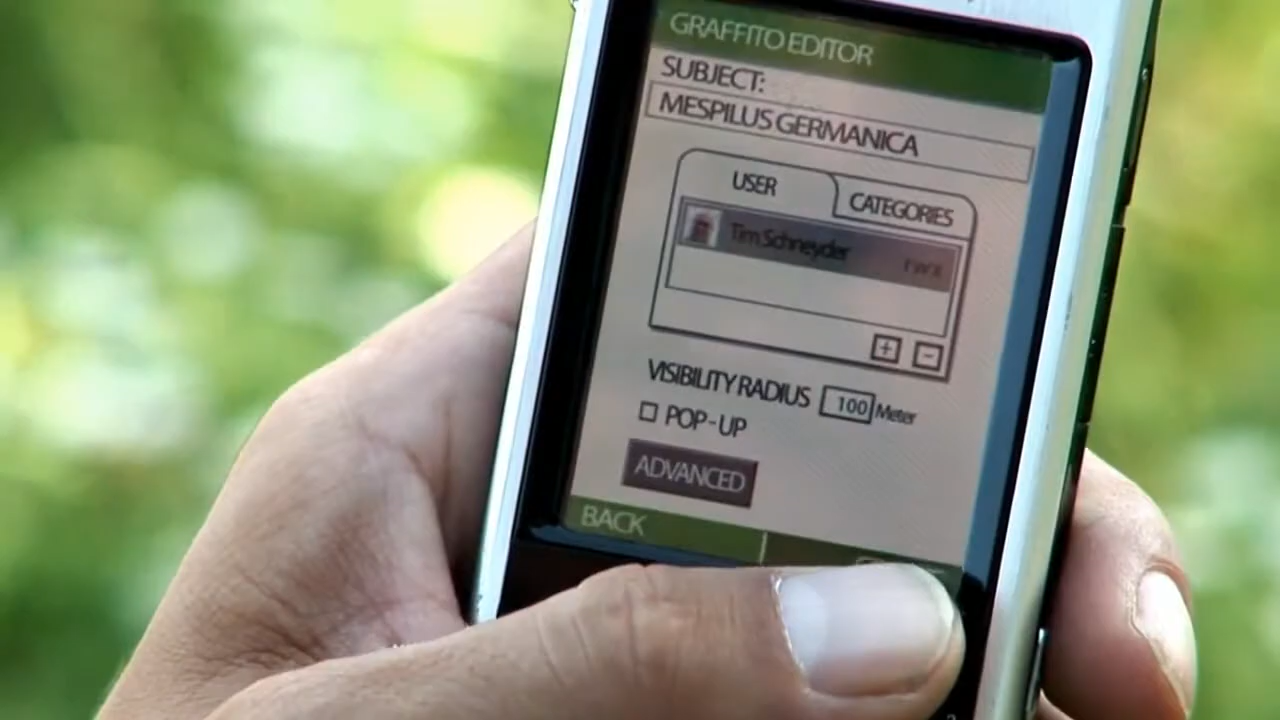 GRAFFITO EDITOR
SUBJECT:
MESPILUS GERMANICA
USER
CATEGORIES
Tim Schneyder
+ -
VISIBILITY RADIUS 100 Meter
POP-UP
ADVANCED
BACK